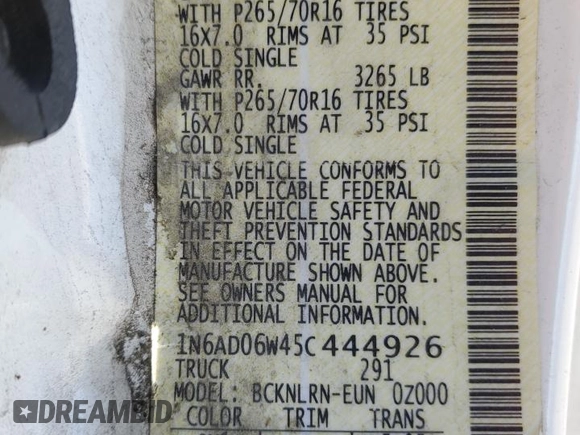 WITH P265/70R16 TIRES
16X7.0 RIMS AT 35 PSI
COLD SINGLE
GAWR RR. 3265 LB
WITH P265/70R16 TIRES
16X7.0 RIMS AT 35 PSI
COLD SINGLE
THIS VEHICLE CONFORMS TO
ALL APPLICABLE FEDERAL
MOTOR VEHICLE SAFETY AND
THEFT PREVENTION STANDARDS
IN EFFECT ON THE DATE OF
MANUFACTURE SHOWN ABOVE.
SEE OWNERS MANUAL FOR
ADDITIONAL INFORMATION.
1N6AD06W45C444926
TRUCK 291
MODEL: BCKNLRN-EUN 0Z000
COLOR TRIM TRANS
DREAMBID